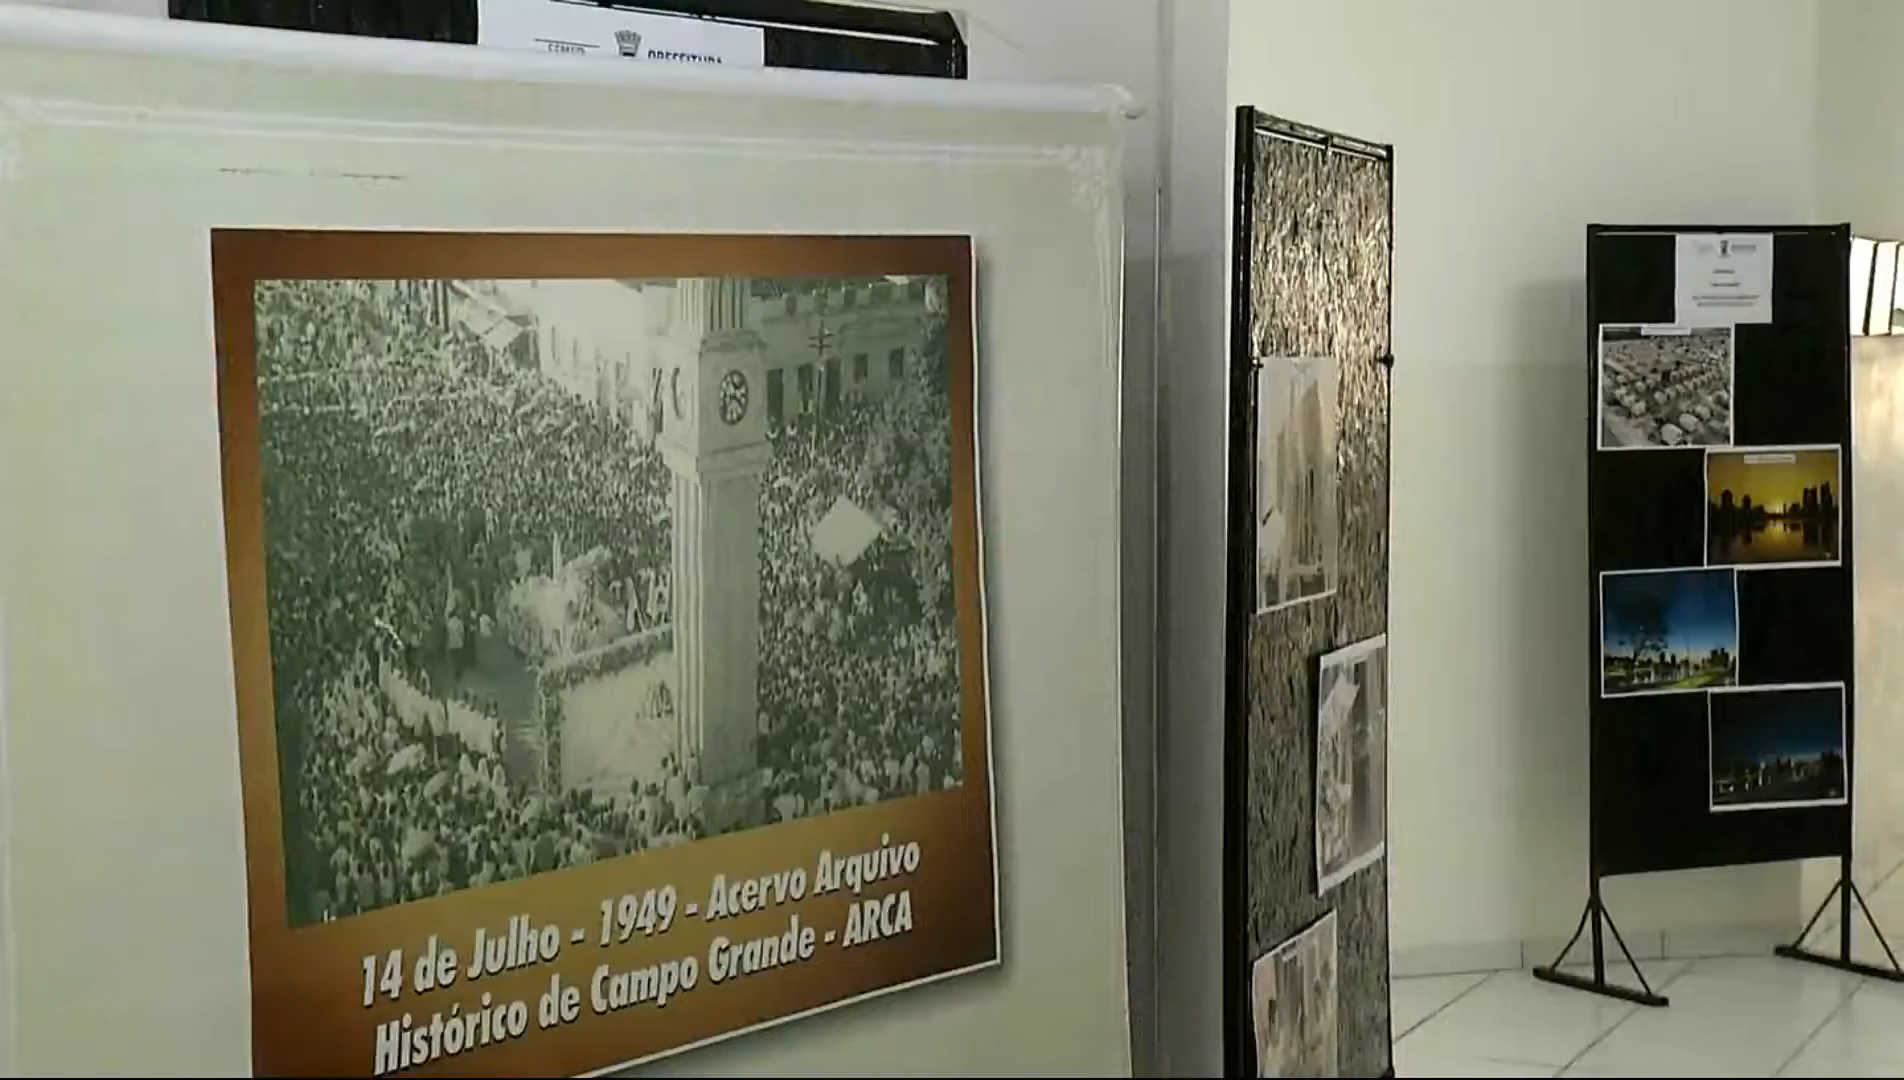 PREFEITURA
14 de Julho - 1949 - Acervo Arquivo
Histórico de Campo Grande - ARCA